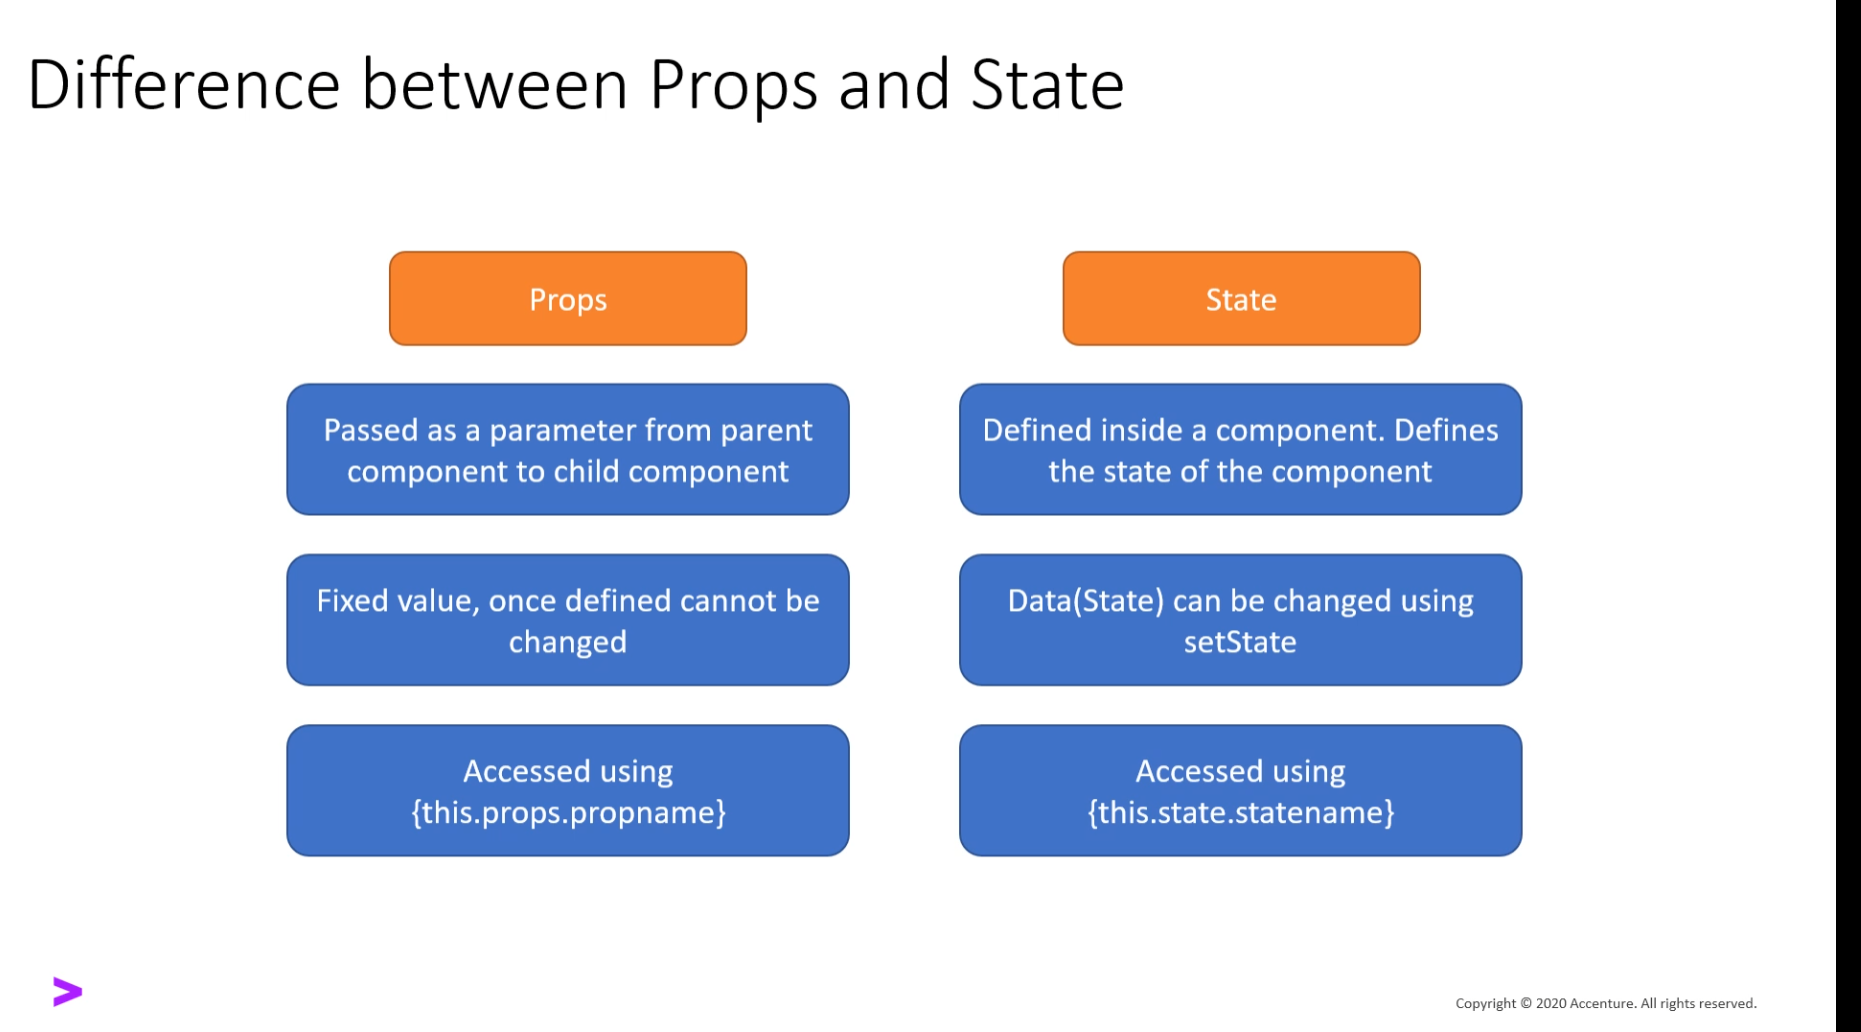 Difference between Props and State
Props
State
Passed as a parameter from parent
component to child component
Defined inside a component. Defines
the state of the component
Fixed value, once defined cannot be
changed
Data(State) can be changed using
setState
Accessed using
{this.props.propname}
Accessed using
{this.state.statename}
>
Copyright © 2020 Accenture. All rights reserved.